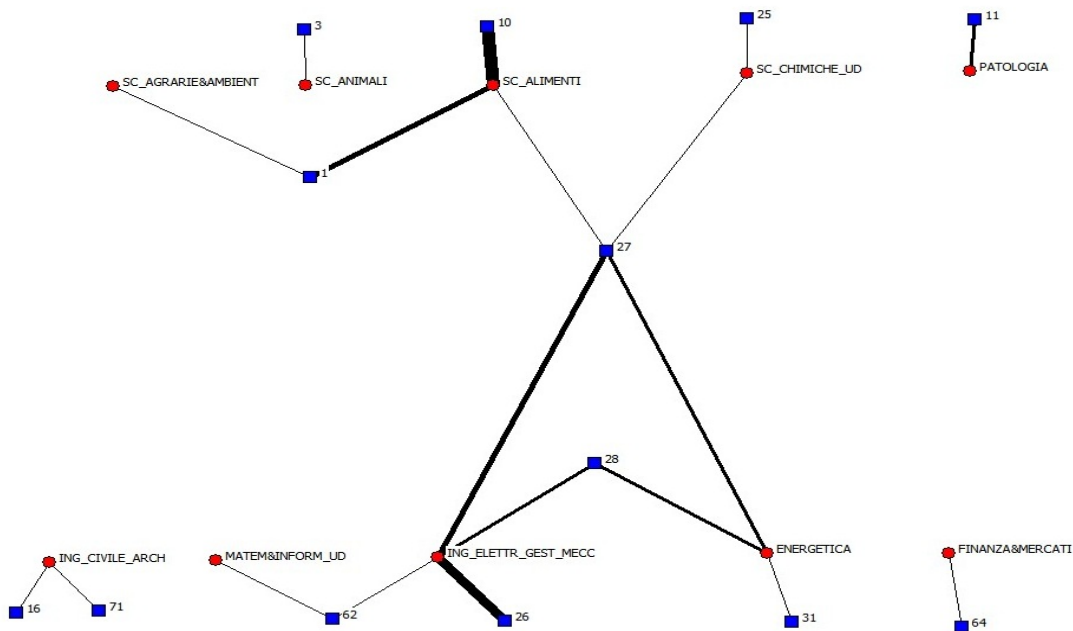 3
10
25
11
SC_AGRARIE&AMBIENT
SC_ANIMALI
SC_ALIMENTI
SC_CHIMICHE_UD
PATOLOGIA
1
27
28
ING_CIVILE_ARCH
MATEM&INFORM_UD
ING_ELETTR_GEST_MECC
ENERGETICA
FINANZA&MERCATI
16
71
62
26
31
64